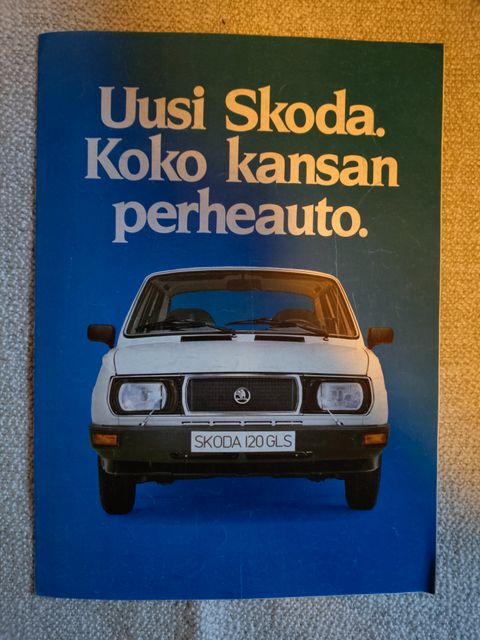 Uusi Skoda.
Koko kansan
perheauto.
SKODA 120 GLS